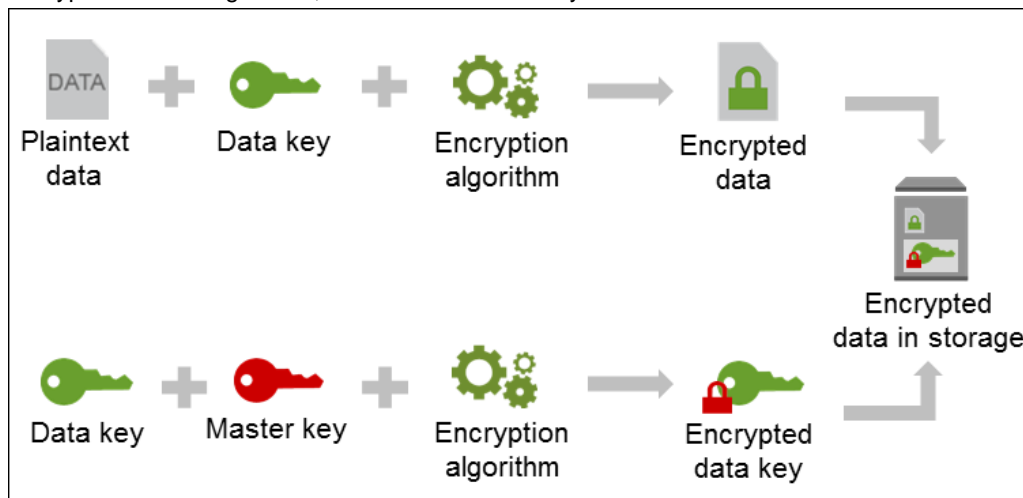 DATA
Plaintext
data
Data key
Encryption
algorithm
Encrypted
data
Encrypted
data in storage
Data key
Master key
Encryption
algorithm
Encrypted
data key